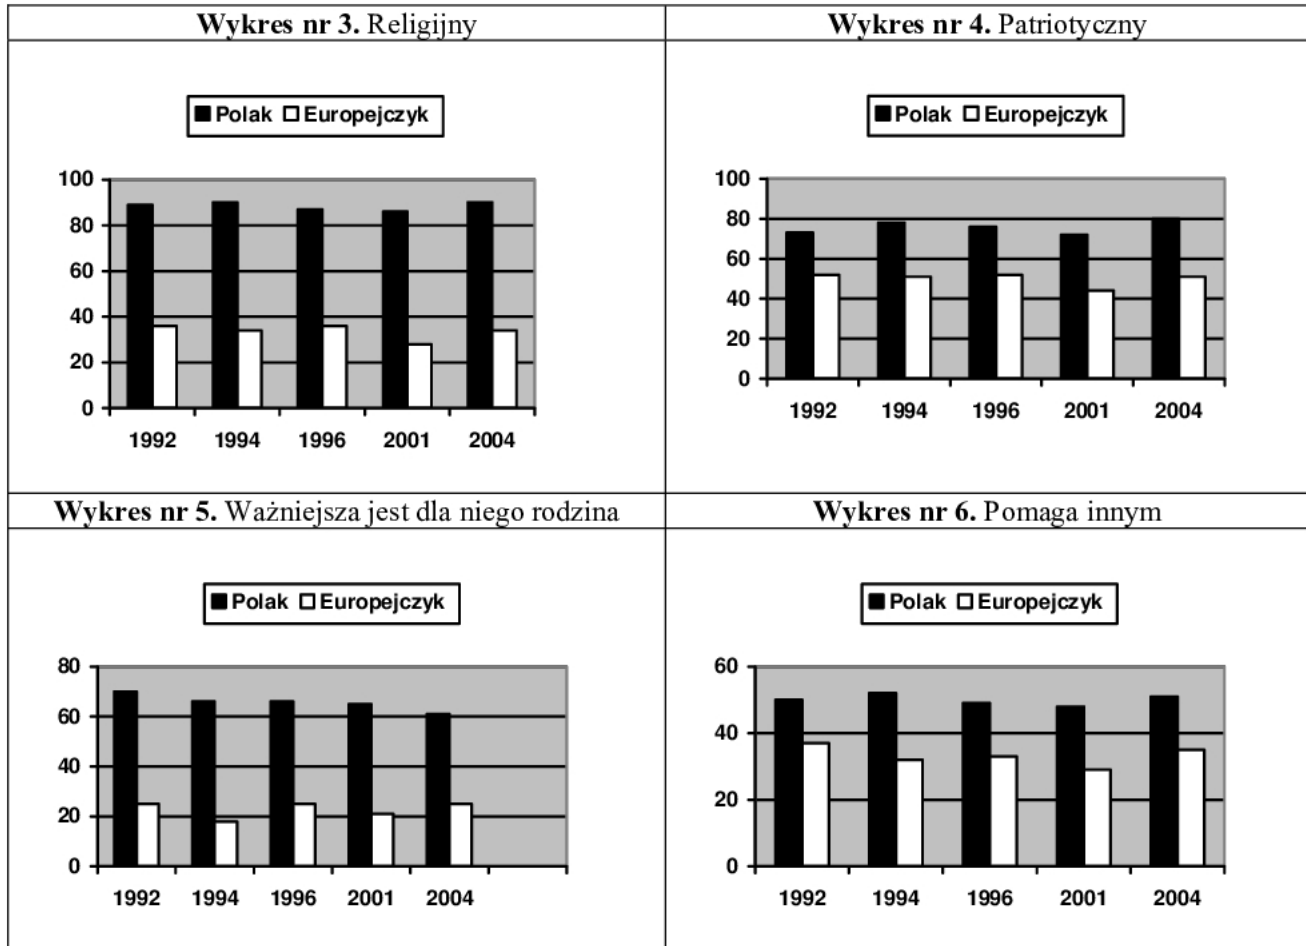 Wykres nr 3. Religijny
Polak Europejczyk
100
80
60
40
20
0
1992 1994 1996 2001 2004
Wykres nr 4. Patriotyczny
Polak Europejczyk
100
80
60
40
20
0
1992 1994 1996 2001 2004
Wykres nr 5. Ważniejsza jest dla niego rodzina
Polak Europejczyk
80
60
40
20
0
1992 1994 1996 2001 2004
Wykres nr 6. Pomaga innym
Polak Europejczyk
60
40
20
0
1992 1994 1996 2001 2004